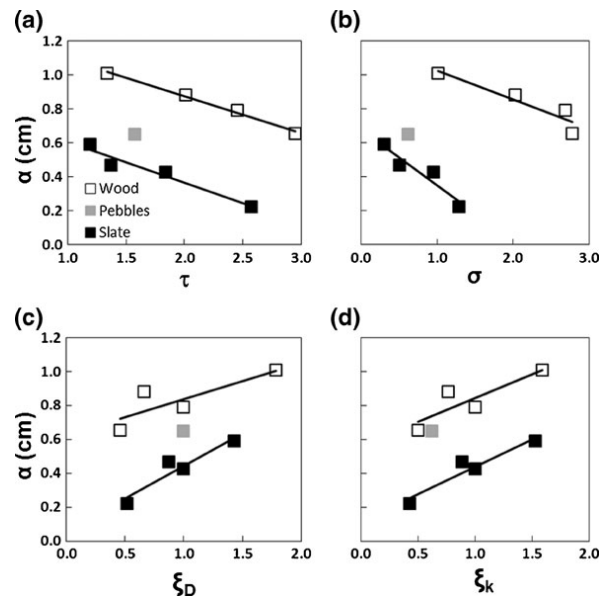 (a)
(b)
1.2
1.0
0.8
0.6
0.4
0.2
0.0
α (cm)
Wood
Pebbles
Slate
1.0 1.5 2.0 2.5 3.0
0.0 1.0 2.0 3.0
τ
σ
(c)
(d)
1.2
1.0
0.8
0.6
0.4
0.2
0.0
α (cm)
0.0 0.5 1.0 1.5 2.0
0.0 0.5 1.0 1.5 2.0
ξD
ξk